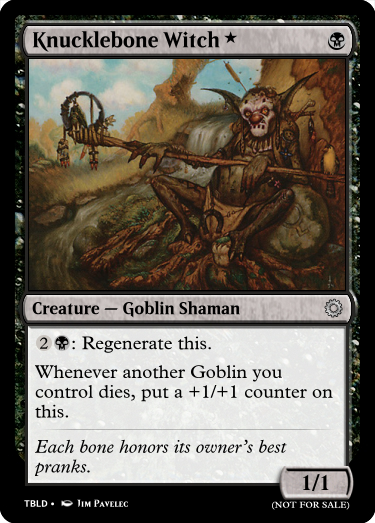 Knucklebone Witch ★
Creature — Goblin Shaman
2 : Regenerate this.
Whenever another Goblin you
control dies, put a +1/+1 counter on
this.
Each bone honors its owner's best
pranks.
1/1
TBLD • Jim Pavelec
(NOT FOR SALE)